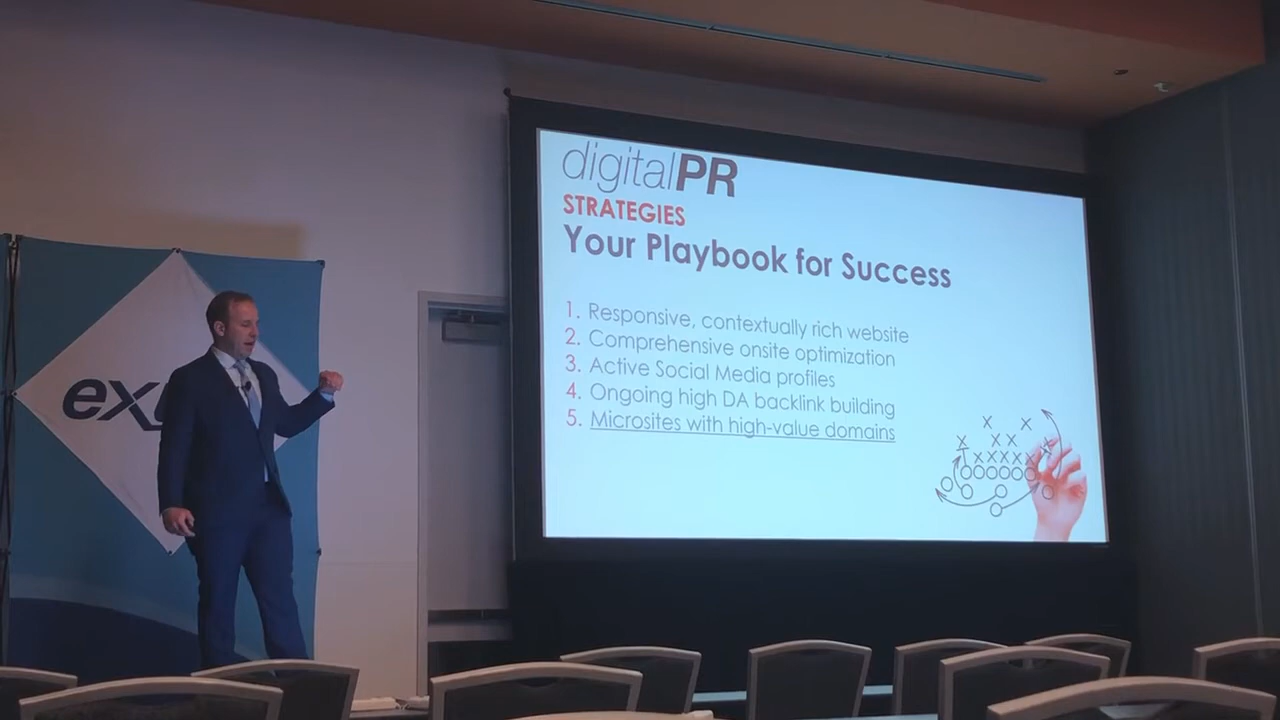 digitalPR
STRATEGIES
Your Playbook for Success
1. Responsive, contextually rich website
2. Comprehensive onsite optimization
3. Active Social Media profiles
4. Ongoing high DA backlink building
5. Microsites with high-value domains